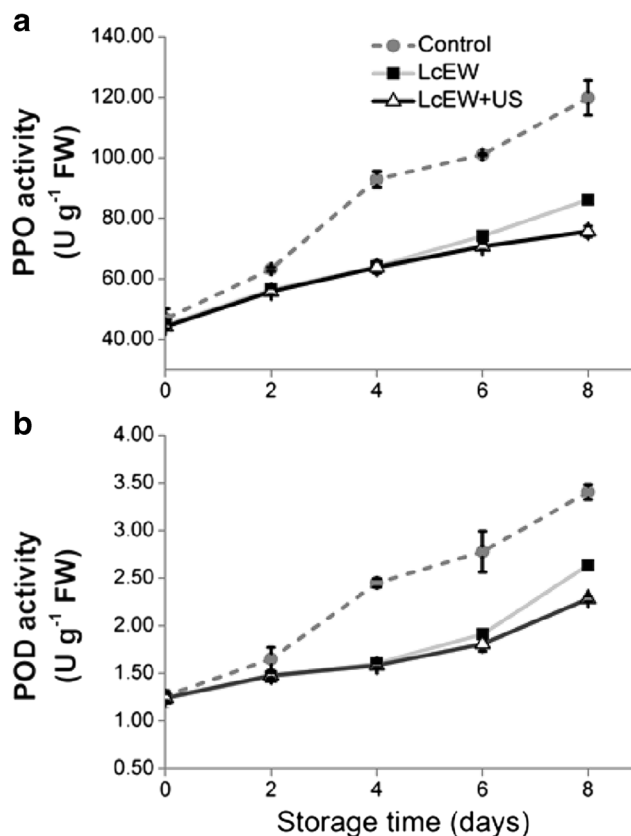 a
140.00
120.00
100.00
80.00
60.00
40.00
PPO activity
(U g⁻¹ FW)
Control
LcEW
LcEW+US
0 2 4 6 8
b
4.00
3.50
3.00
2.50
2.00
1.50
1.00
0.50
POD activity
(U g⁻¹ FW)
0 2 4 6 8
Storage time (days)